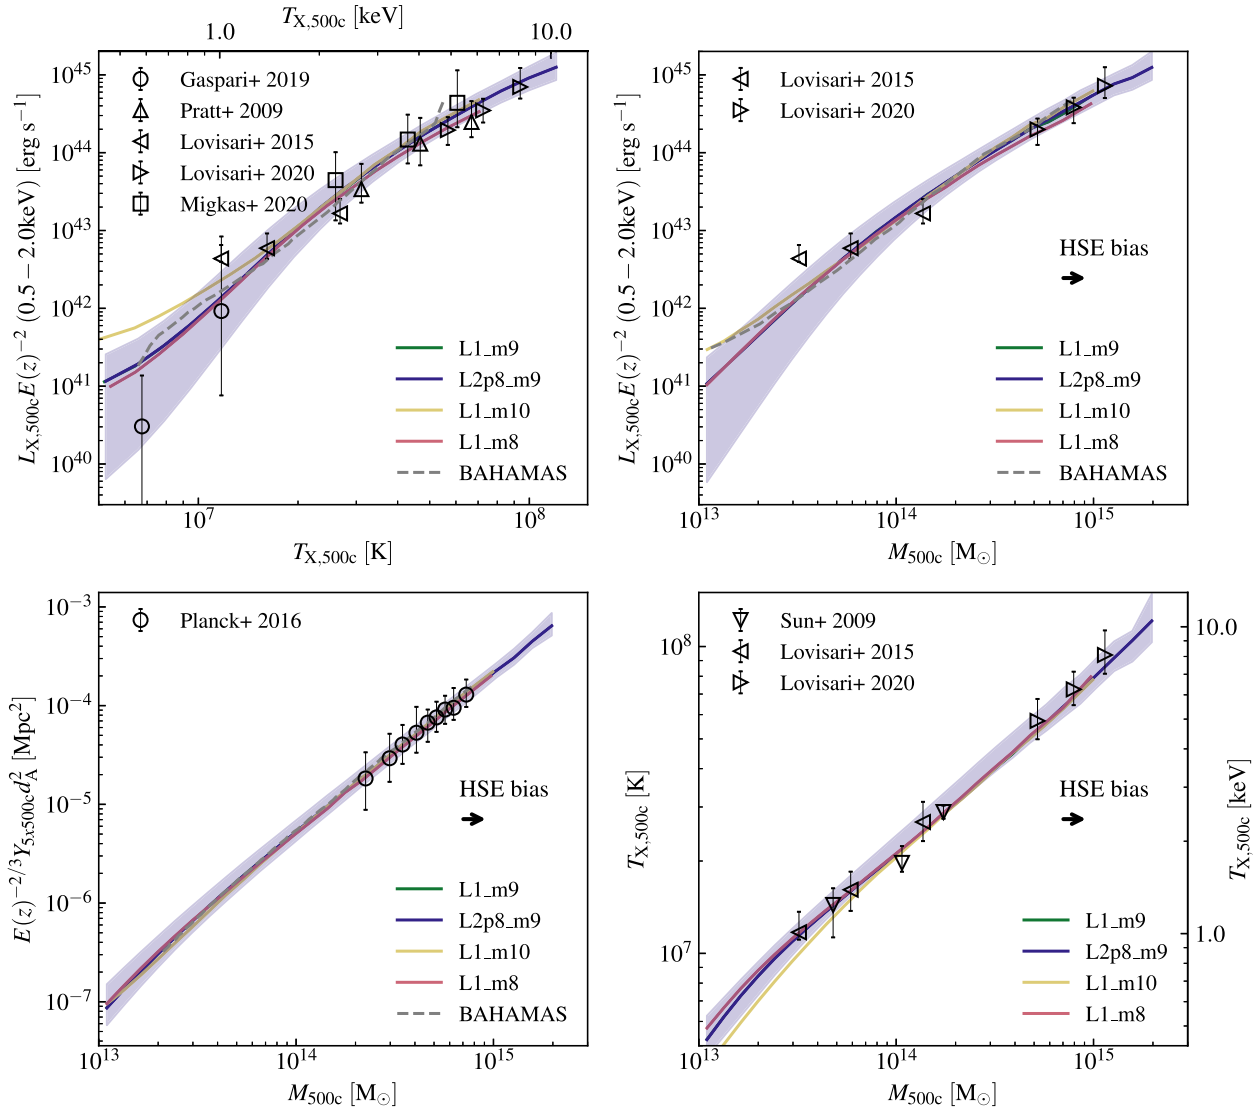 T_X,500c [keV]
1.0 10.0
10^45
10^44
10^43
10^42
10^41
10^40
L_X,500c E(z)^−2 (0.5 − 2.0keV) [erg s^−1]
Gaspari+ 2019
Pratt+ 2009
Lovisari+ 2015
Lovisari+ 2020
Migkas+ 2020
L1_m9
L2p8_m9
L1_m10
L1_m8
BAHAMAS
10^7 10^8
T_X,500c [K]
10^45
10^44
10^43
10^42
10^41
10^40
L_X,500c E(z)^−2 (0.5 − 2.0keV) [erg s^−1]
Lovisari+ 2015
Lovisari+ 2020
HSE bias
L1_m9
L2p8_m9
L1_m10
L1_m8
BAHAMAS
10^13 10^14 10^15
M_500c [M_⊙]
10^−3
10^−4
10^−5
10^−6
10^−7
E(z)^−2/3 Y_5x500c d_A^2 [Mpc^2]
Planck+ 2016
HSE bias
L1_m9
L2p8_m9
L1_m10
L1_m8
BAHAMAS
10^13 10^14 10^15
M_500c [M_⊙]
10^8
10^7
T_X,500c [K]
Sun+ 2009
Lovisari+ 2015
Lovisari+ 2020
HSE bias
L1_m9
L2p8_m9
L1_m10
L1_m8
10.0
1.0
T_X,500c [keV]
10^13 10^14 10^15
M_500c [M_⊙]